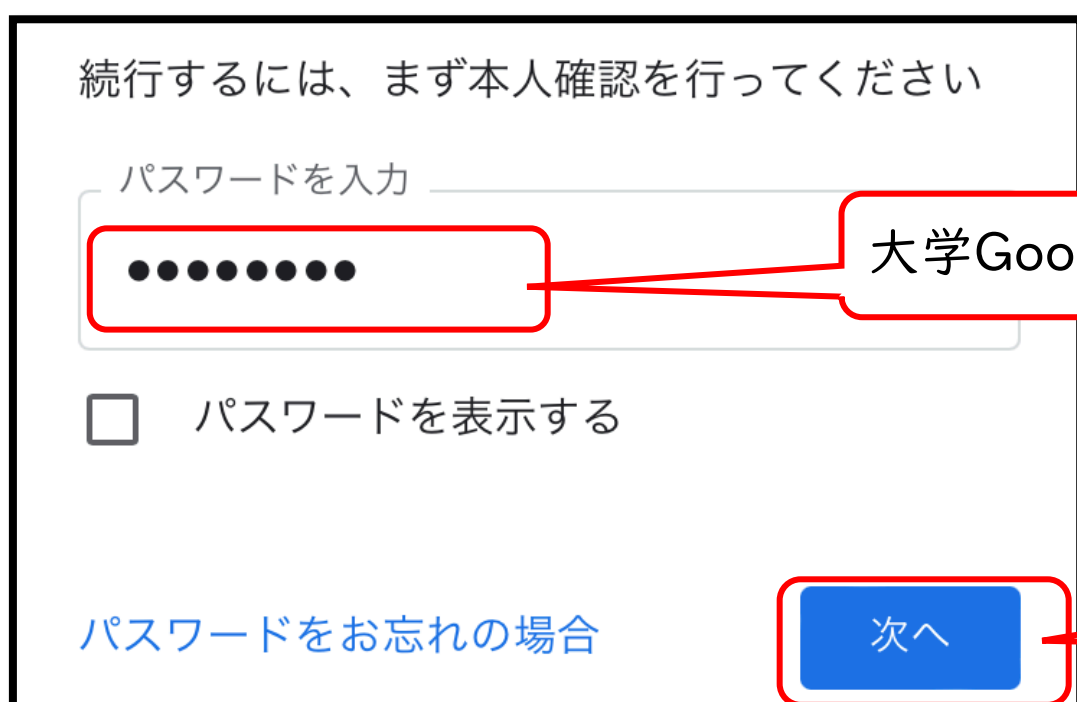 続行するには、まず本人確認を行ってください
パスワードを入力
●●●●●●●●
大学Goo
パスワードを表示する
パスワードをお忘れの場合
次へ